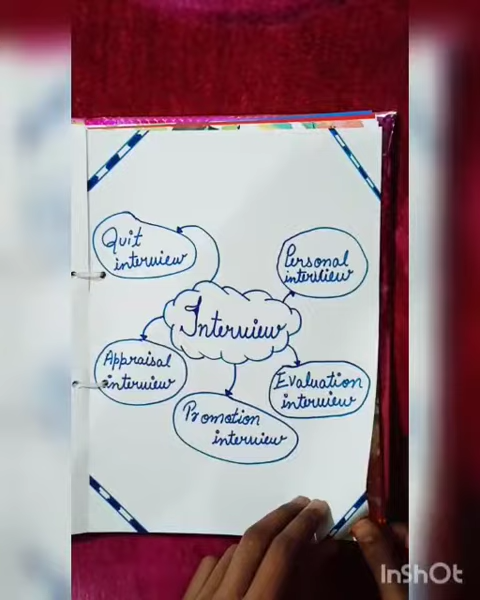 Quit
interview
Personal
interview
Interview
Appraisal
interview
Evaluation
interview
Promotion
interview
InShOt